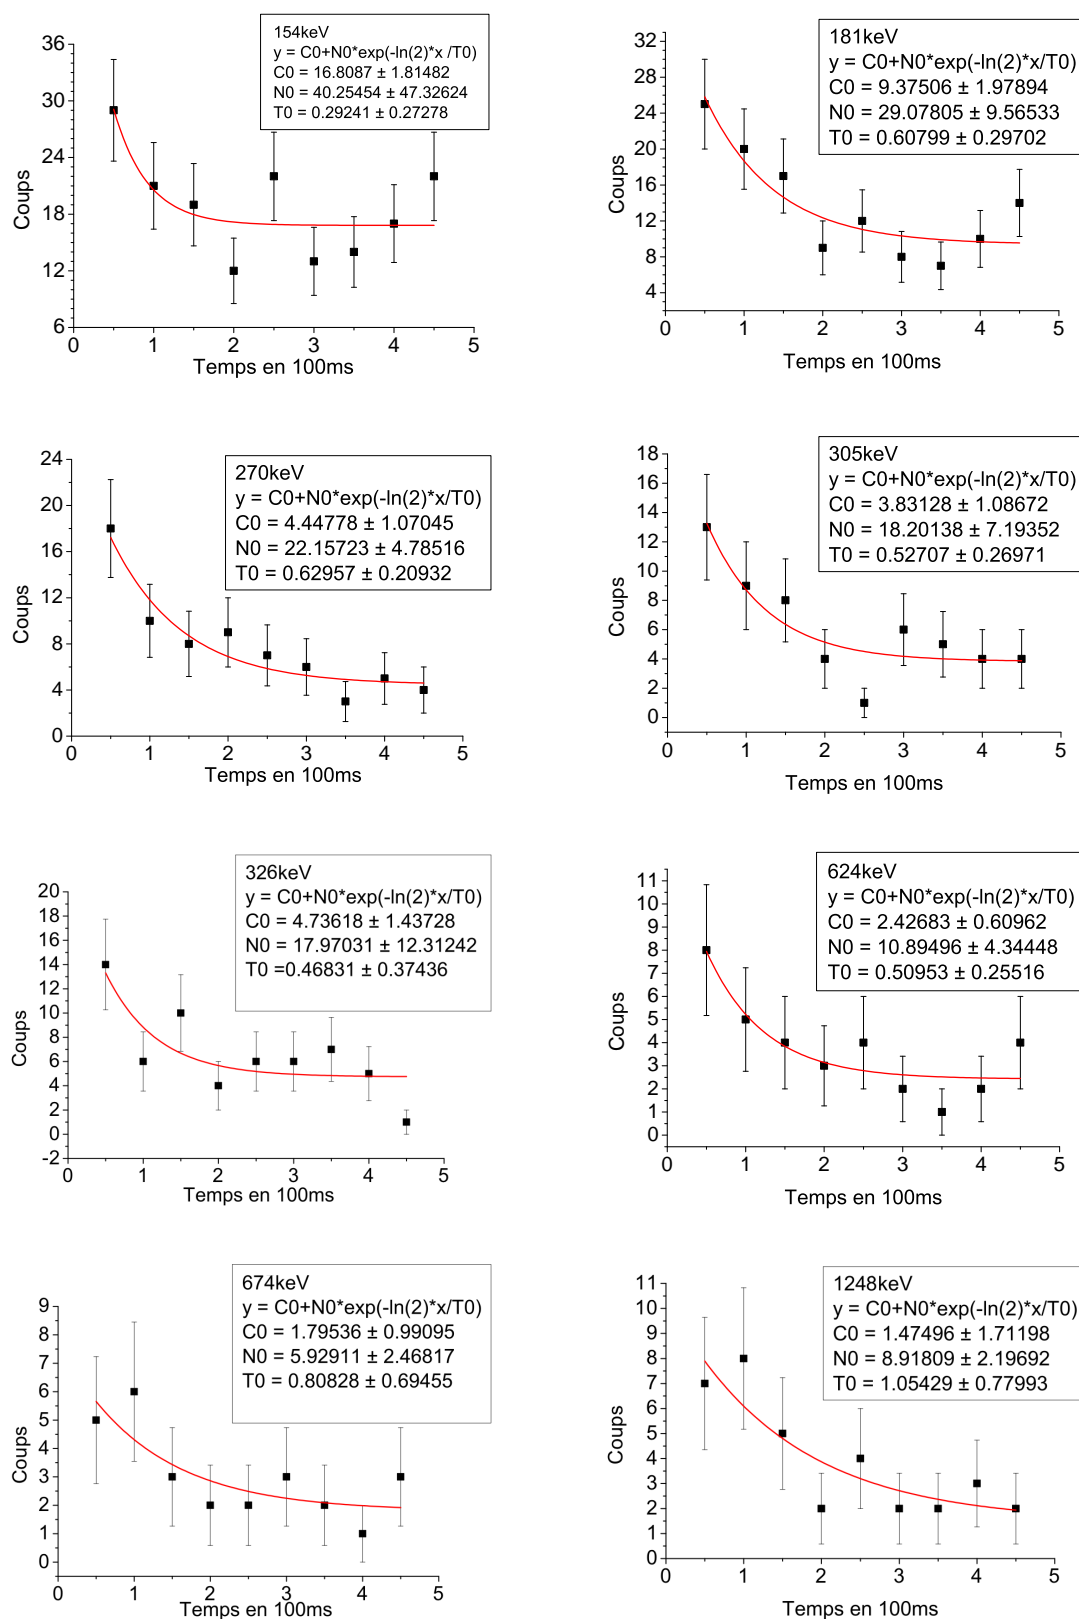 154keV
y = C0+N0*exp(-ln(2)*x /T0)
C0 = 16.8087 ± 1.81482
N0 = 40.25454 ± 47.32624
T0 = 0.29241 ± 0.27278
36
30
24
18
12
6
Coups
0 1 2 3 4 5
Temps en 100ms
181keV
y = C0+N0*exp(-ln(2)*x/T0)
C0 = 9.37506 ± 1.97894
N0 = 29.07805 ± 9.56533
T0 = 0.60799 ± 0.29702
32
28
24
20
16
12
8
4
Coups
0 1 2 3 4 5
Temps en 100ms
270keV
y = C0+N0*exp(-ln(2)*x/T0)
C0 = 4.44778 ± 1.07045
N0 = 22.15723 ± 4.78516
T0 = 0.62957 ± 0.20932
24
20
16
12
8
4
0
Coups
0 1 2 3 4 5
Temps en 100ms
305keV
y = C0+N0*exp(-ln(2)*x/T0)
C0 = 3.83128 ± 1.08672
N0 = 18.20138 ± 7.19352
T0 = 0.52707 ± 0.26971
18
16
14
12
10
8
6
4
2
0
Coups
0 1 2 3 4 5
Temps en 100ms
326keV
y = C0+N0*exp(-ln(2)*x/T0)
C0 = 4.73618 ± 1.43728
N0 = 17.97031 ± 12.31242
T0 =0.46831 ± 0.37436
20
18
16
14
12
10
8
6
4
2
0
-2
Coups
0 1 2 3 4 5
Temps en 100ms
624keV
y = C0+N0*exp(-ln(2)*x/T0)
C0 = 2.42683 ± 0.60962
N0 = 10.89496 ± 4.34448
T0 = 0.50953 ± 0.25516
11
10
9
8
7
6
5
4
3
2
1
0
Coups
0 1 2 3 4 5
Temps en 100ms
674keV
y = C0+N0*exp(-ln(2)*x/T0)
C0 = 1.79536 ± 0.99095
N0 = 5.92911 ± 2.46817
T0 = 0.80828 ± 0.69455
9
8
7
6
5
4
3
2
1
0
Coups
0 1 2 3 4 5
Temps en 100ms
1248keV
y = C0+N0*exp(-ln(2)*x/T0)
C0 = 1.47496 ± 1.71198
N0 = 8.91809 ± 2.19692
T0 = 1.05429 ± 0.77993
11
10
9
8
7
6
5
4
3
2
1
0
Coups
0 1 2 3 4 5
Temps en 100ms